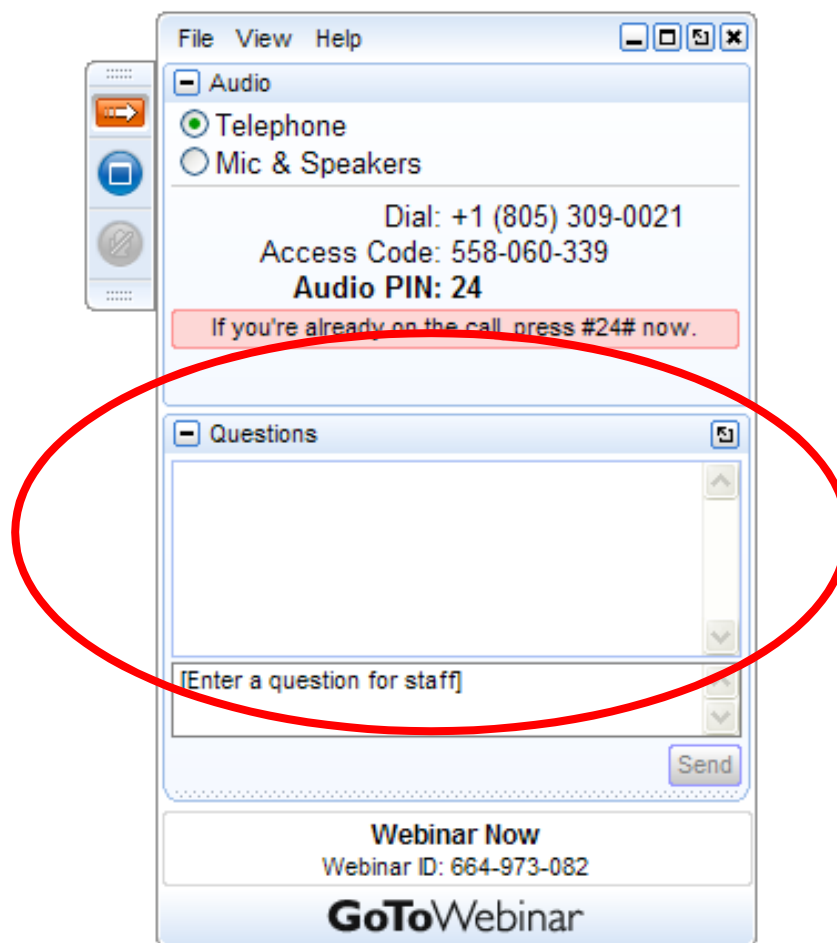 File View Help
Audio
Telephone
Mic & Speakers
Dial: +1 (805) 309-0021
Access Code: 558-060-339
Audio PIN: 24
If you're already on the call, press #24# now.
Questions
[Enter a question for staff]
Send
Webinar Now
Webinar ID: 664-973-082
GoToWebinar